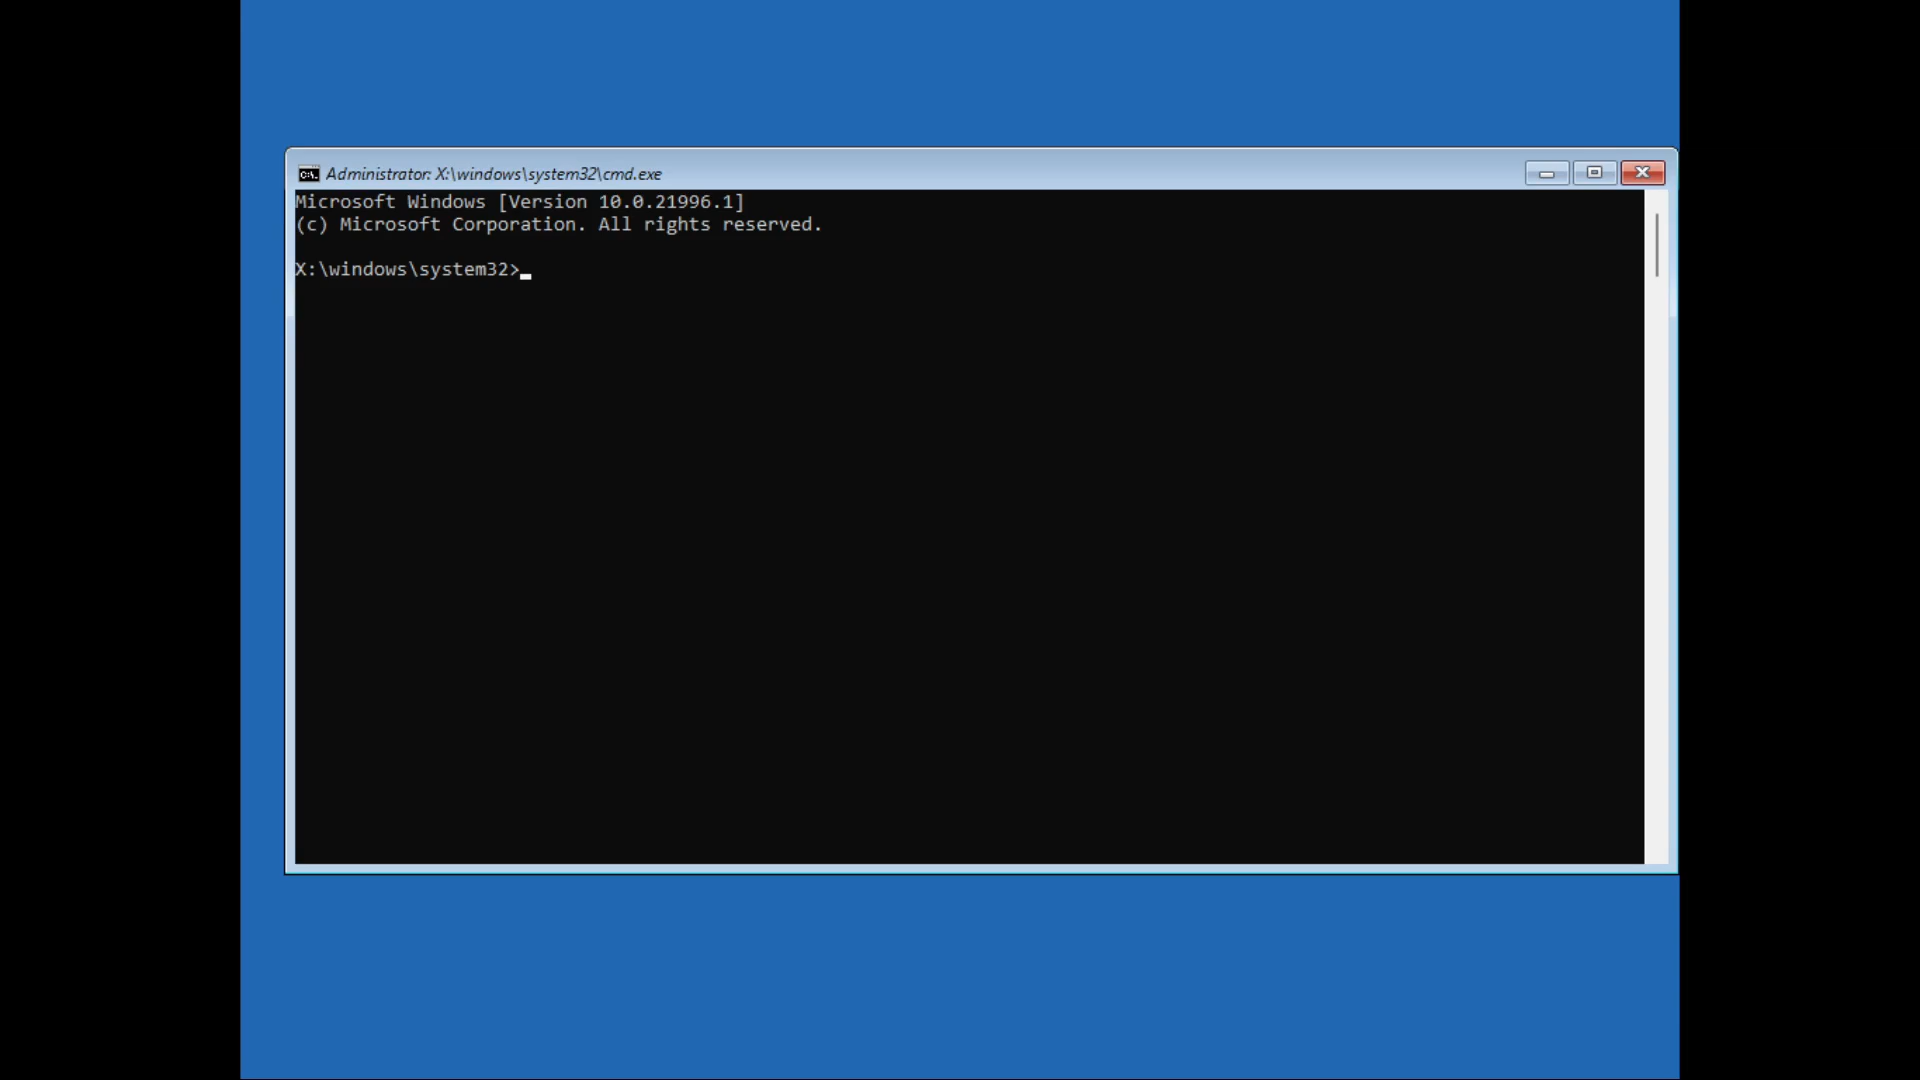 Administrator: X:\windows\system32\cmd.exe
Microsoft Windows [Version 10.0.21996.1]
(c) Microsoft Corporation. All rights reserved.
X:\windows\system32>